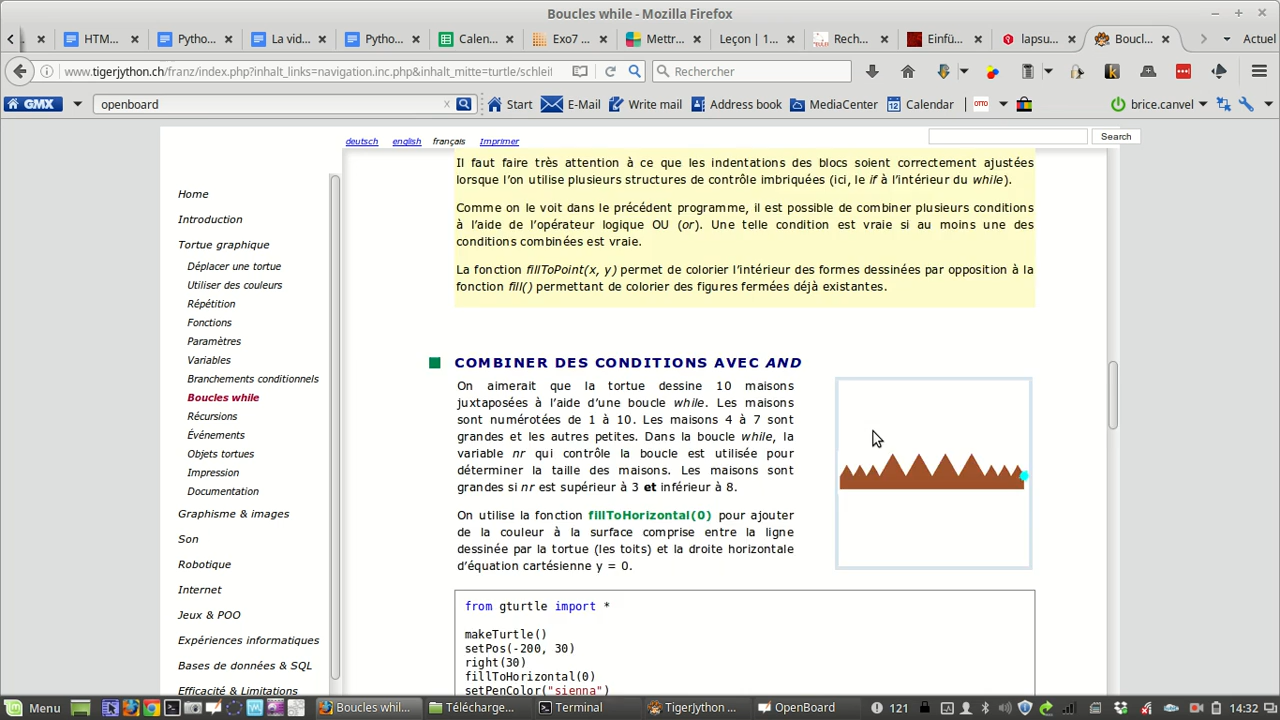 Boucles while - Mozilla Firefox
HTM... Python... La vid... Python... Calen... Exo7 ... Mettr... Leçon | 1... Rech... Einfü... lapsu... Boucl... Actuel
www.tigerjython.ch/franz/index.php?inhalt_links=navigation.inc.php&inhalt_mitte=turtle/schleif Rechercher
GMX openboard Start E-Mail Write mail Address book MediaCenter Calendar OTTO brice.canvel
deutsch english français Imprimer Search
Home
Introduction
Tortue graphique
Déplacer une tortue
Utiliser des couleurs
Répétition
Fonctions
Paramètres
Variables
Branchements conditionnels
Boucles while
Récursions
Événements
Objets tortues
Impression
Documentation
Graphisme & images
Son
Robotique
Internet
Jeux & POO
Expériences informatiques
Bases de données & SQL
Efficacité & Limitations
Il faut faire très attention à ce que les indentations des blocs soient correctement ajustées
lorsque l'on utilise plusieurs structures de contrôle imbriquées (ici, le if à l'intérieur du while).
Comme on le voit dans le précédent programme, il est possible de combiner plusieurs conditions
à l'aide de l'opérateur logique OU (or). Une telle condition est vraie si au moins une des
conditions combinées est vraie.
La fonction fillToPoint(x, y) permet de colorier l'intérieur des formes dessinées par opposition à la
fonction fill() permettant de colorier des figures fermées déjà existantes.
COMBINER DES CONDITIONS AVEC AND
On aimerait que la tortue dessine 10 maisons
juxtaposées à l'aide d'une boucle while. Les maisons
sont numérotées de 1 à 10. Les maisons 4 à 7 sont
grandes et les autres petites. Dans la boucle while, la
variable nr qui contrôle la boucle est utilisée pour
déterminer la taille des maisons. Les maisons sont
grandes si nr est supérieur à 3 et inférieur à 8.
On utilise la fonction fillToHorizontal(0) pour ajouter
de la couleur à la surface comprise entre la ligne
dessinée par la tortue (les toits) et la droite horizontale
d'équation cartésienne y = 0.
from gturtle import *
makeTurtle()
setPos(-200, 30)
right(30)
fillToHorizontal(0)
setPenColor("sienna")
Menu Boucles whil... Télécharge... Terminal TigerJython ... OpenBoard 121 14:32